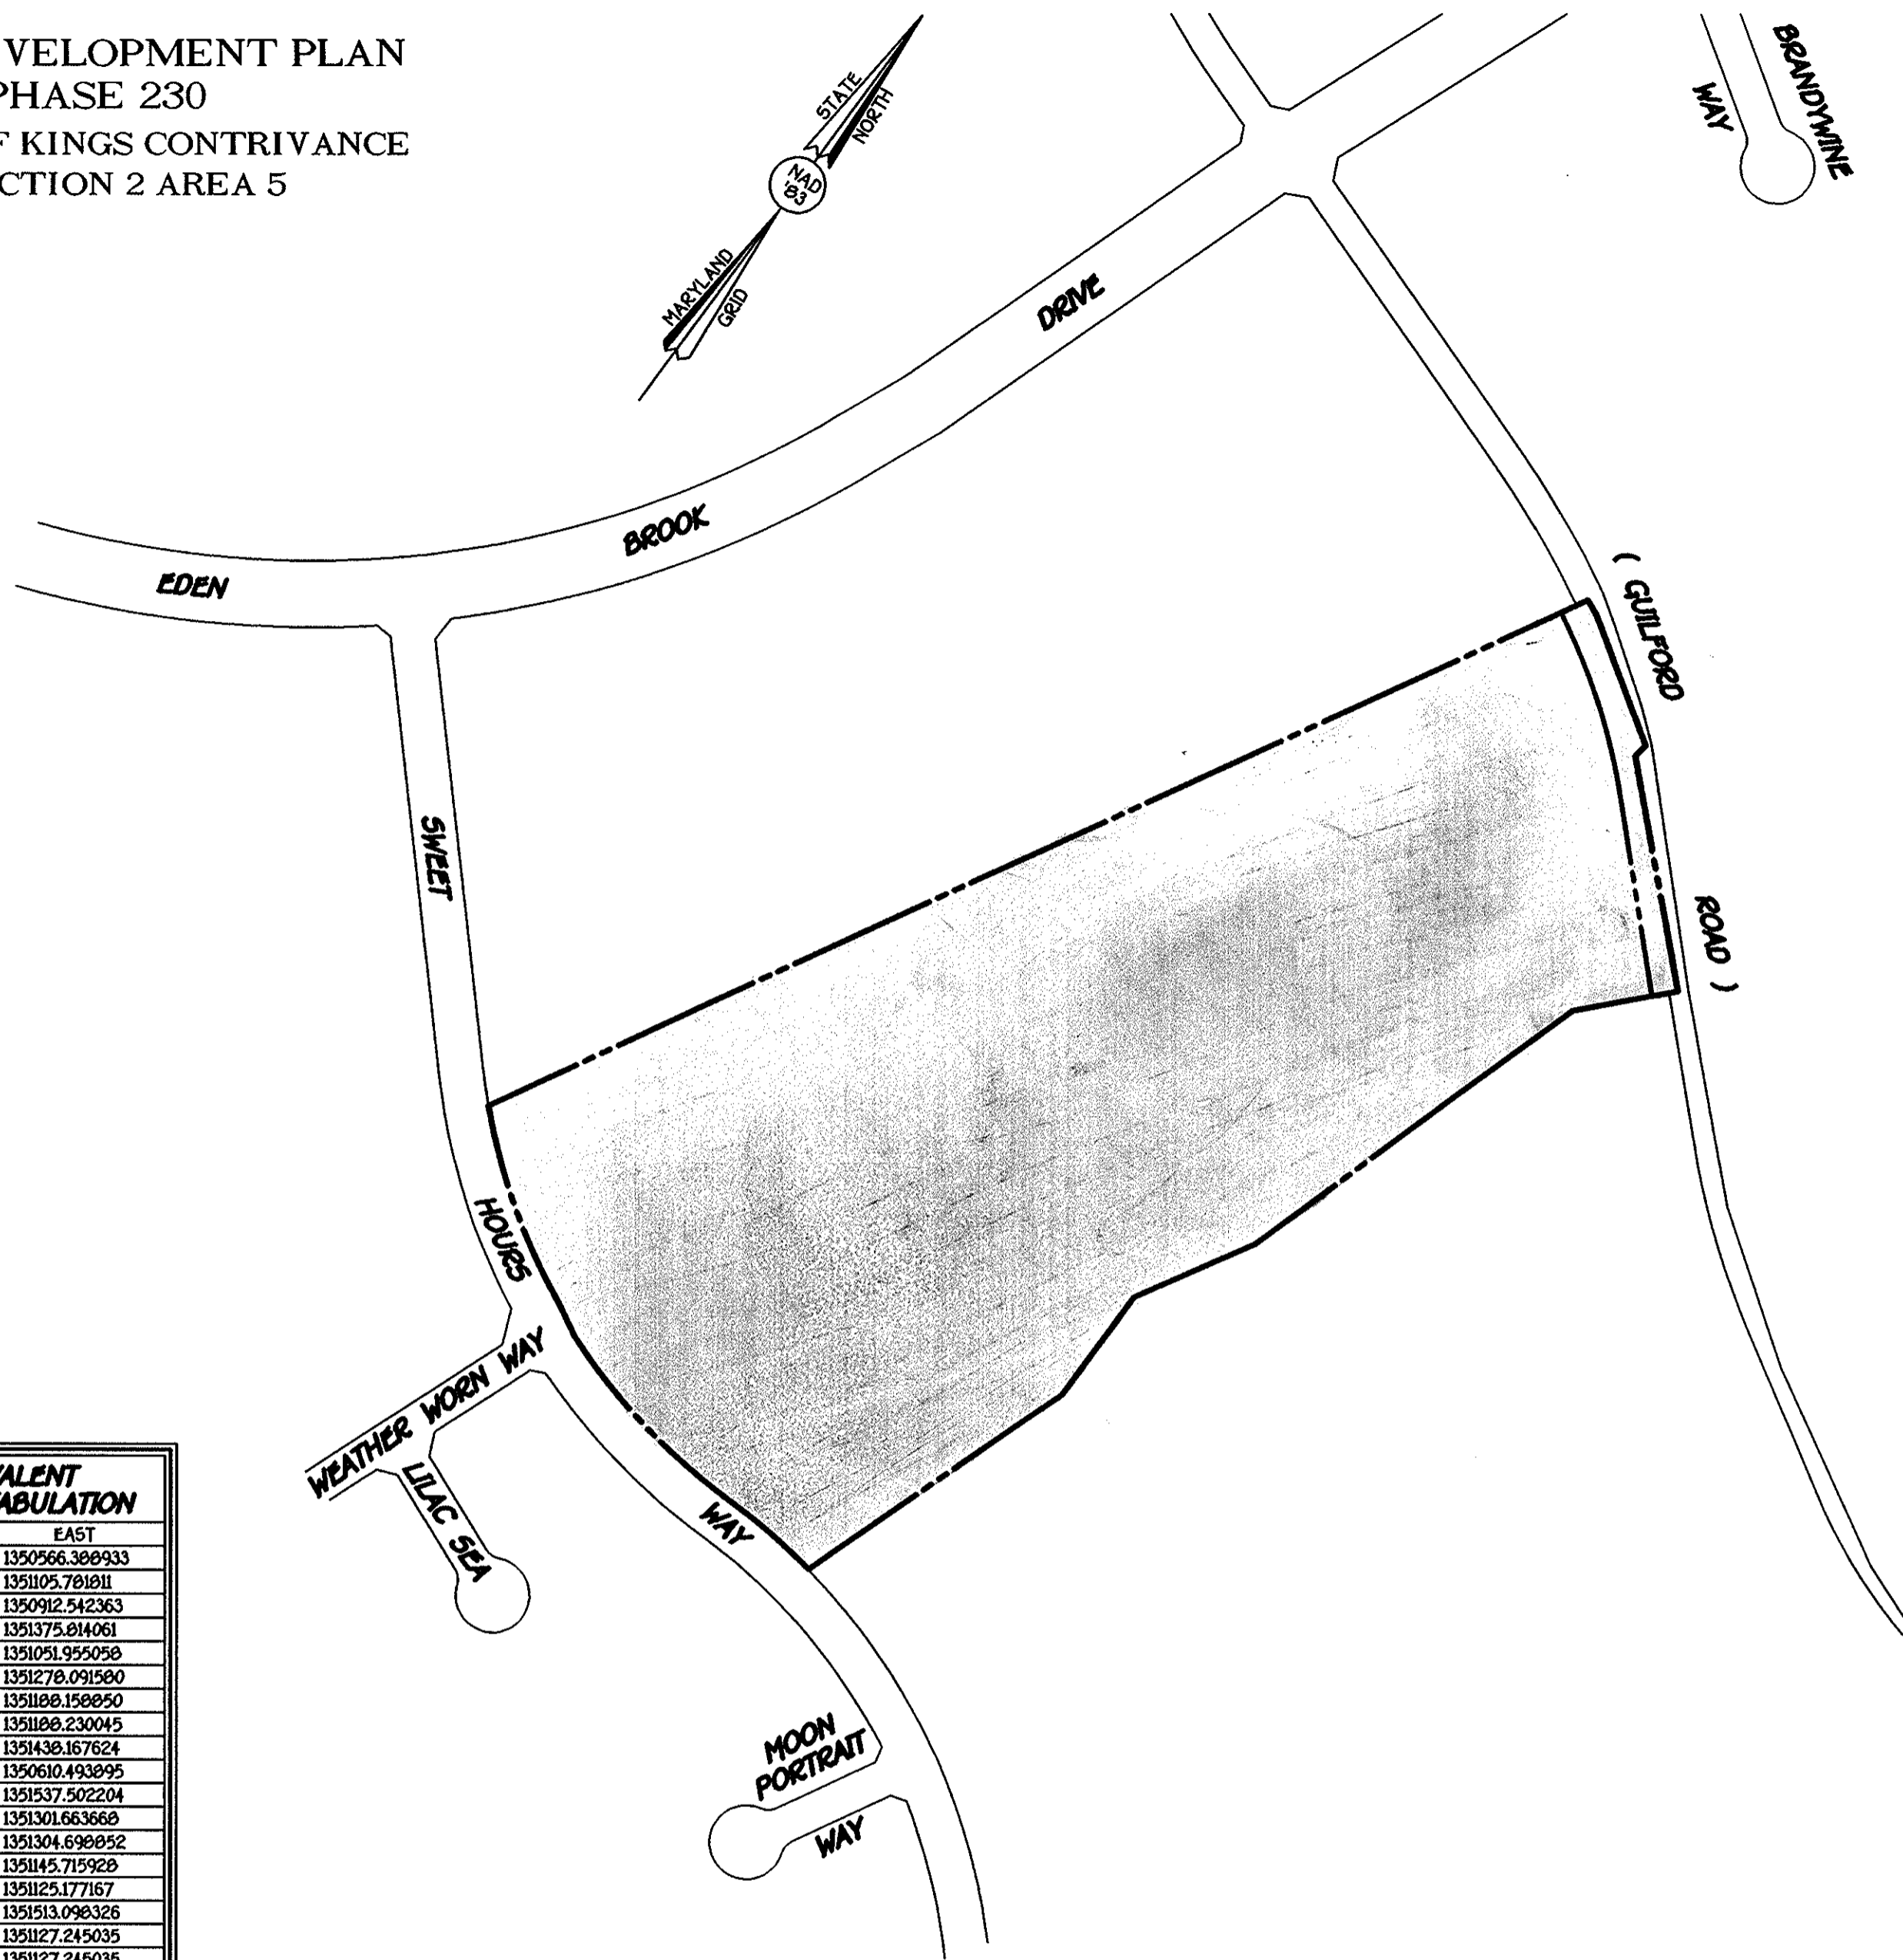 VELOPMENT PLAN
PHASE 230
F KINGS CONTRIVANCE
CTION 2 AREA 5
STATE
NORTH
NAD
'83
MARYLAND
GRID
BRANDYWINE
WAY
DRIVE
BROOK
EDEN
( GUILFORD
ROAD )
SWEET
HOURS
WAY
WEATHER WORN WAY
LILAC SEA
MOON
PORTRAIT
WAY
VALENT
TABULATION
EAST
1350566.388933
1351105.781811
1350912.542363
1351375.814061
1351051.955058
1351278.091580
1351188.158850
1351188.230045
1351438.167624
1350610.493895
1351537.502204
1351301.663668
1351304.698852
1351145.715928
1351125.177167
1351513.098326
1351127.245035
1351127.245035